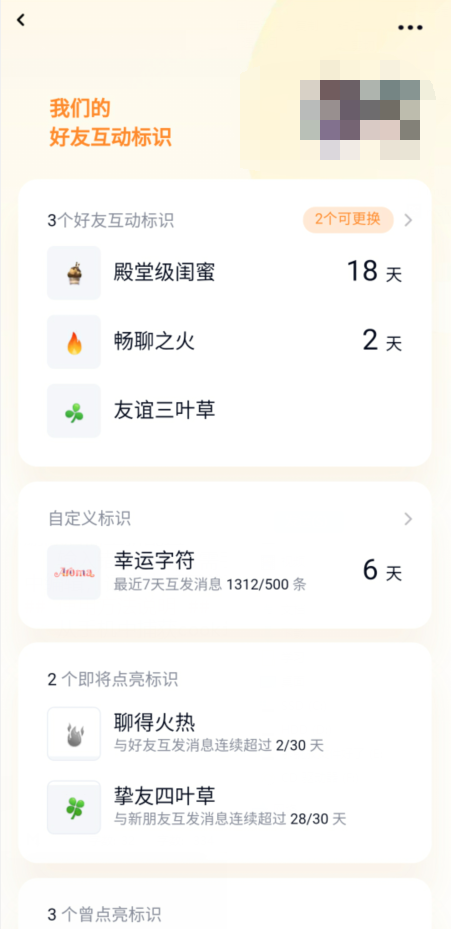 我们的
好友互动标识
3个好友互动标识 2个可更换
殿堂级闺蜜 18 天
畅聊之火 2 天
友谊三叶草
自定义标识
幸运字符 6 天
最近7天互发消息 1312/500 条
2 个即将点亮标识
聊得火热
与好友互发消息连续超过 2/30 天
挚友四叶草
与新朋友互发消息连续超过 28/30 天
3 个曾点亮标识